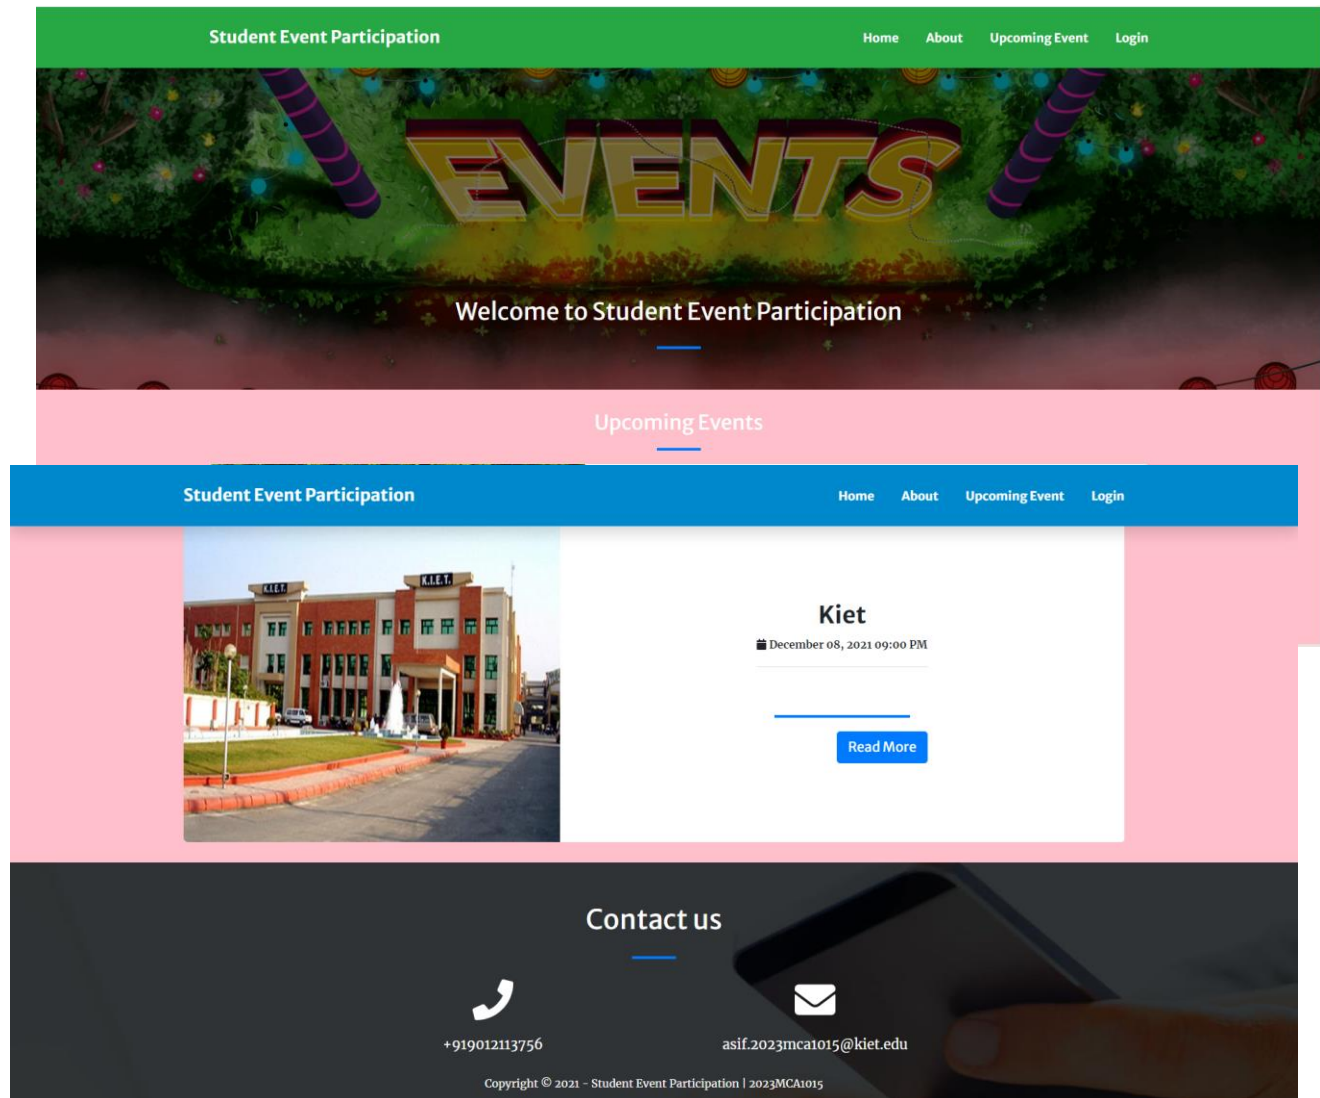 Student Event Participation Home About Upcoming Event Login
EVENTS
Welcome to Student Event Participation
Upcoming Events
Student Event Participation Home About Upcoming Event Login
K.I.E.T. K.I.E.T.
Kiet
December 08, 2021 09:00 PM
Read More
Contact us
+919012113756 asif.2023mca1015@kiet.edu
Copyright © 2021 - Student Event Participation | 2023MCA1015